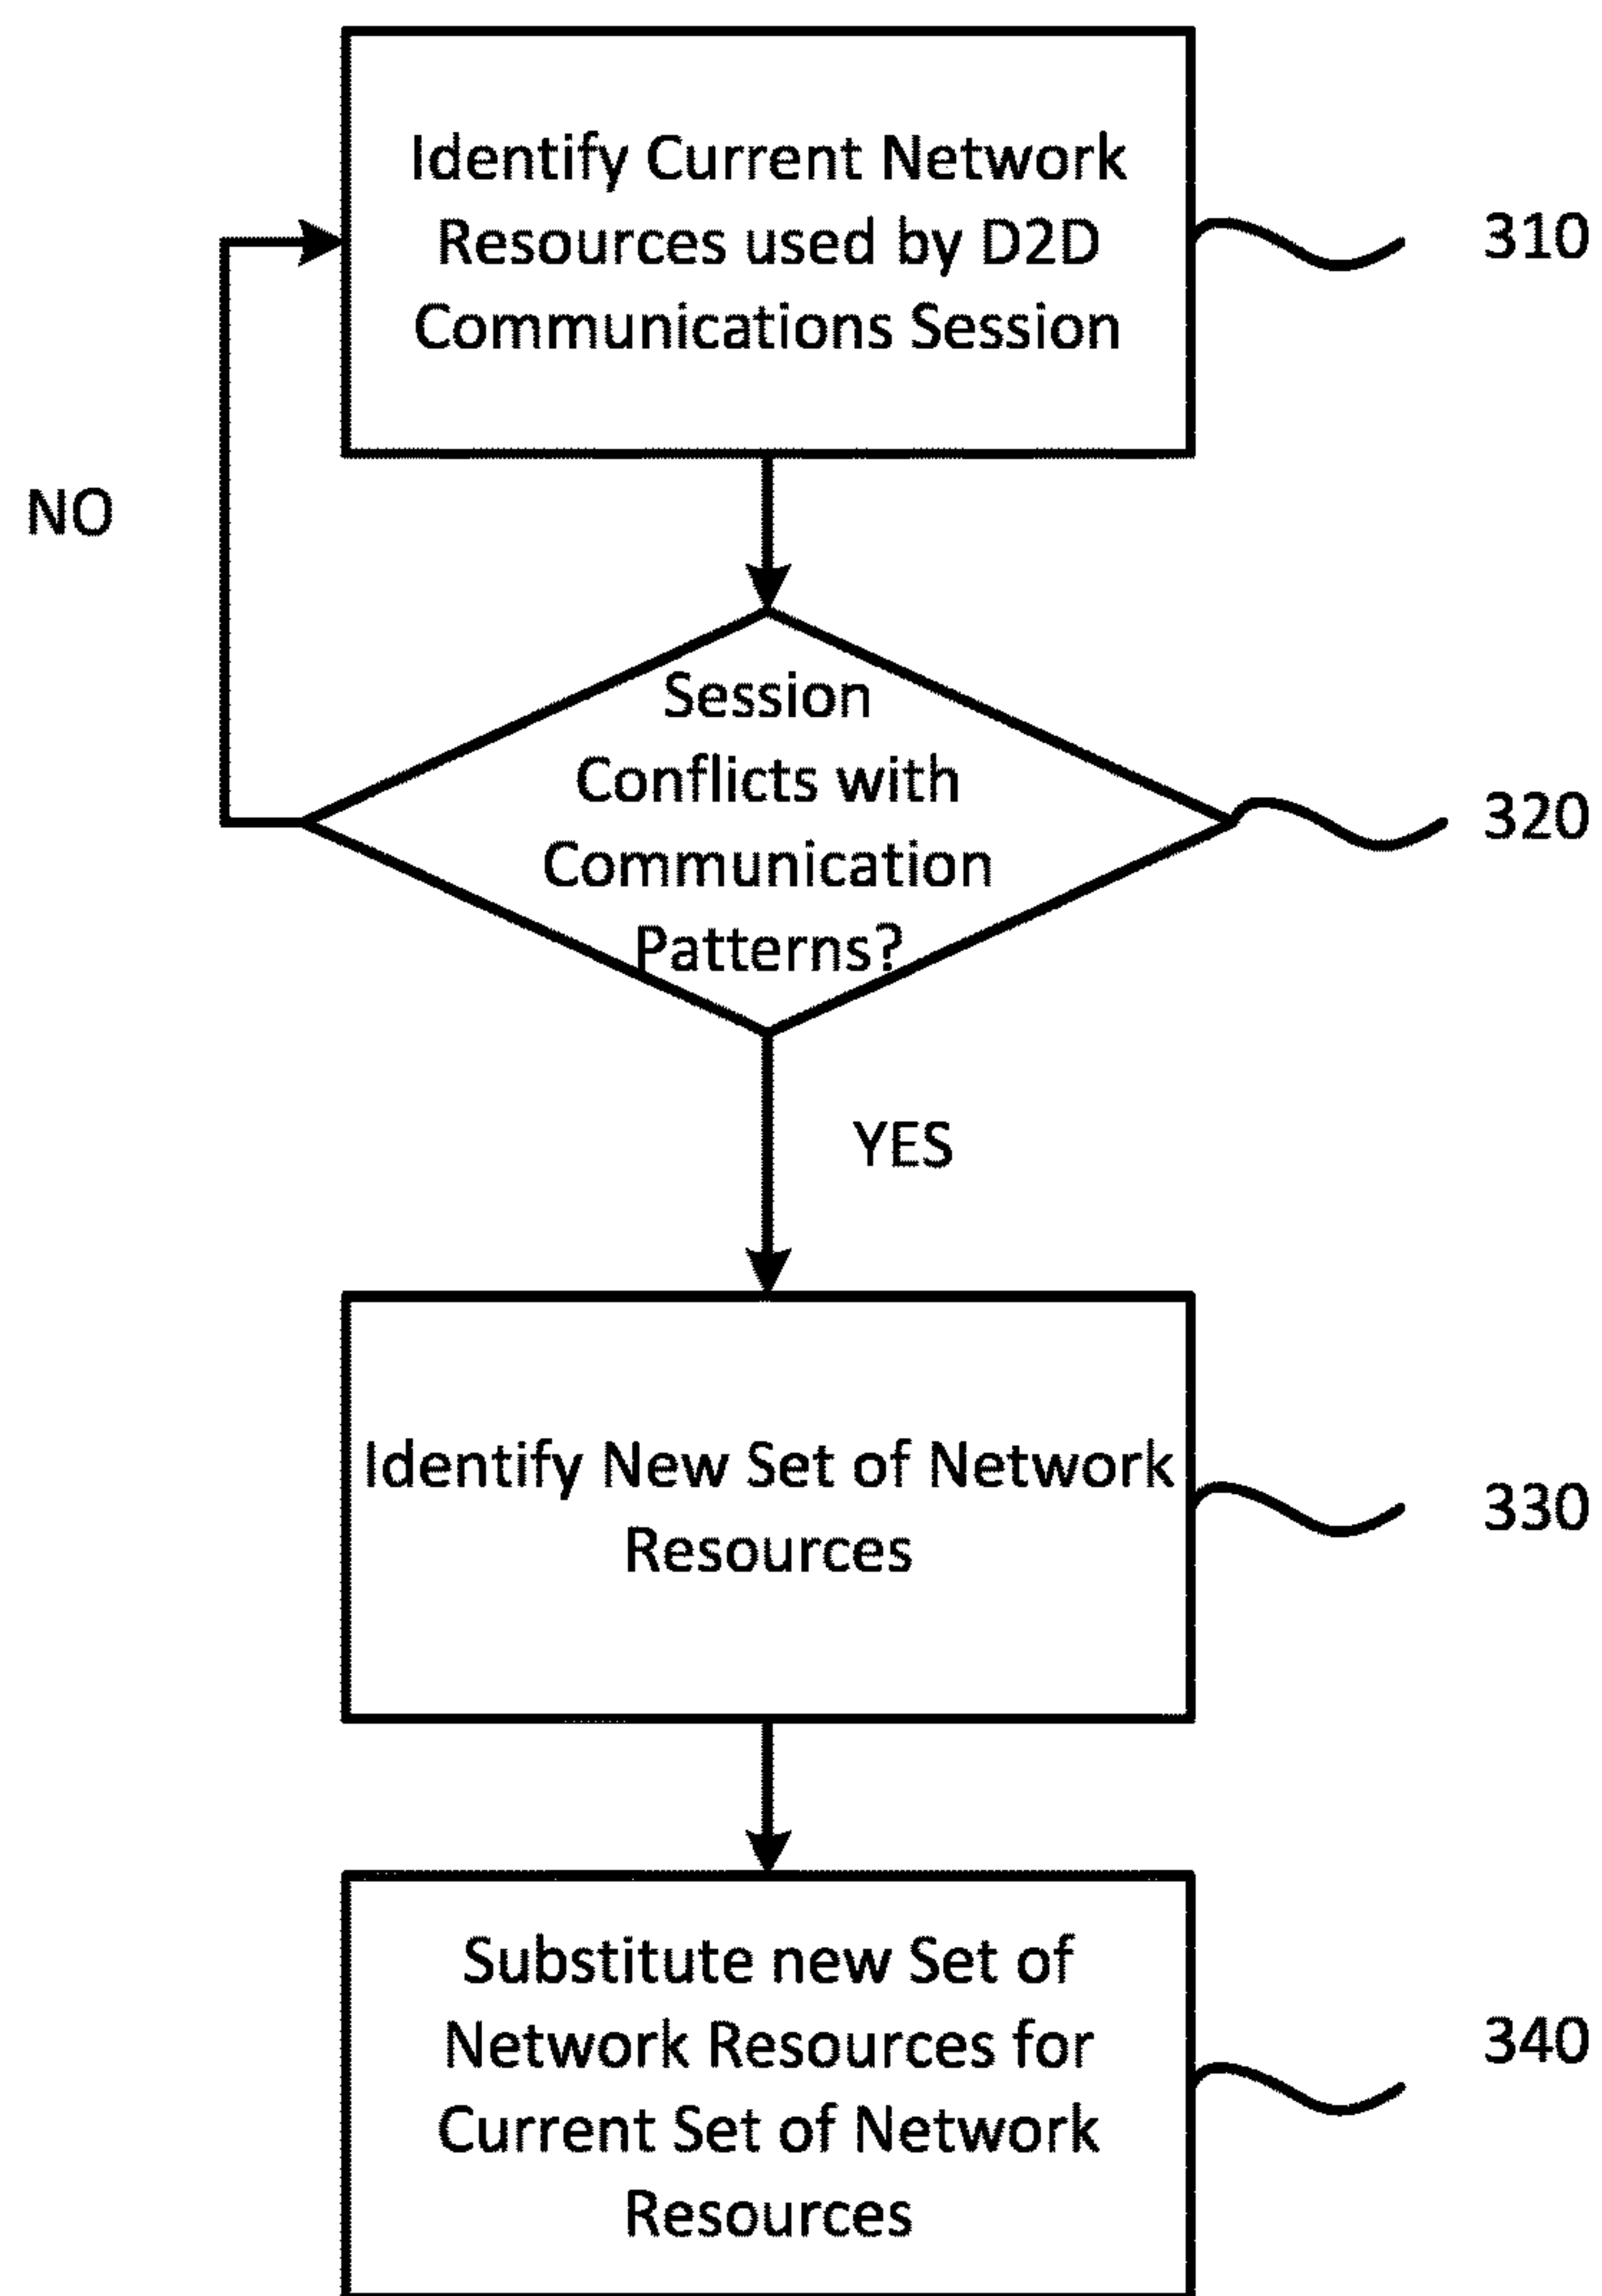 Identify Current Network
Resources used by D2D
Communications Session
310
NO
Session
Conflicts with
Communication
Patterns?
320
YES
Identify New Set of Network
Resources
330
Substitute new Set of
Network Resources for
Current Set of Network
Resources
340